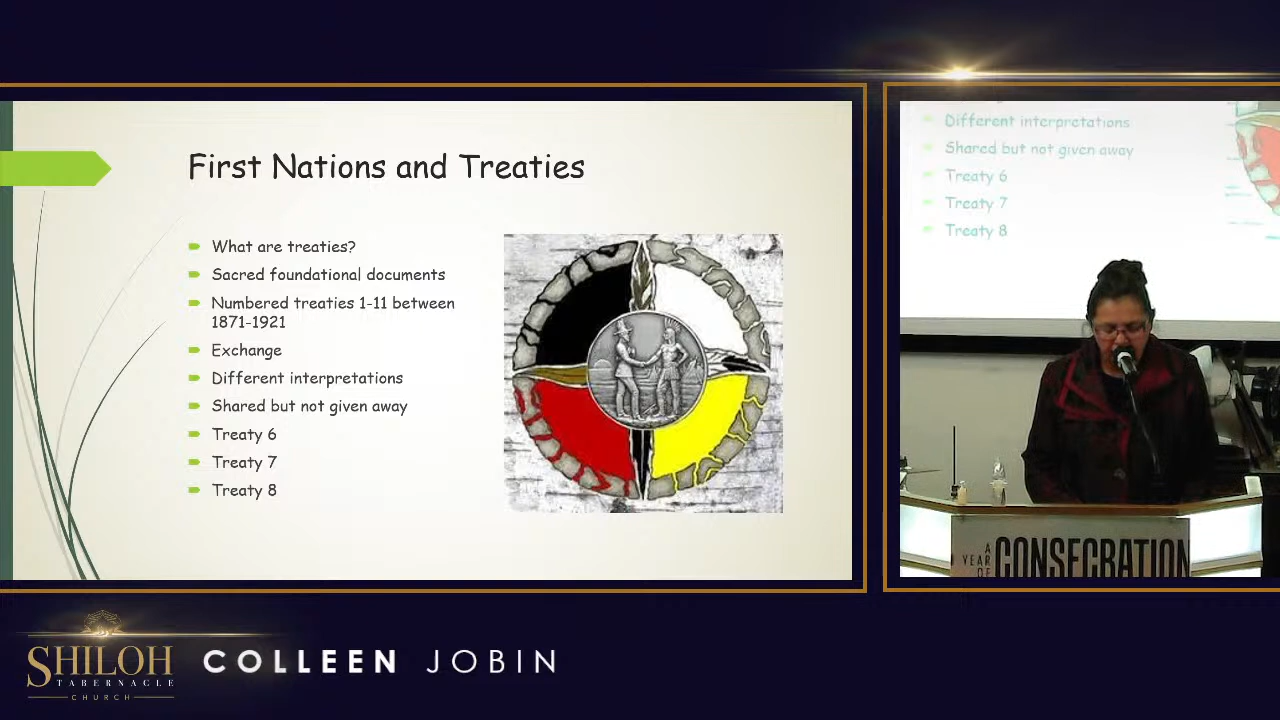 First Nations and Treaties
What are treaties?
Sacred foundational documents
Numbered treaties 1-11 between
1871-1921
Exchange
Different interpretations
Shared but not given away
Treaty 6
Treaty 7
Treaty 8
Different interpretations
Shared but not given away
Treaty 6
Treaty 7
Treaty 8
A
YEAR
OF
CONSECRATION
SHILOH
TABERNACLE
CHURCH
COLLEEN JOBIN